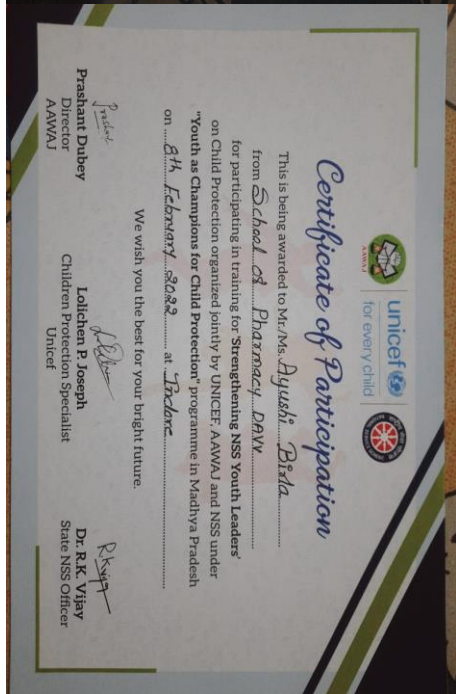 AAWAJ
unicef
for every child
Certificate of Participation
This is being awarded to Mr/Ms. Ayushi Birla
from School of Pharmacy DAVV
for participating in training for 'Strengthening NSS Youth Leaders'
on Child Protection organized jointly by UNICEF, AAWAJ and NSS under
"Youth as Champions for Child Protection" programme in Madhya Pradesh
on 8th February 2022 at Indore
We wish you the best for your bright future.
Prashant Dubey
Director
AAWAJ
Lolichen P. Joseph
Children Protection Specialist
Unicef
RKvijay
Dr. R.K. Vijay
State NSS Officer